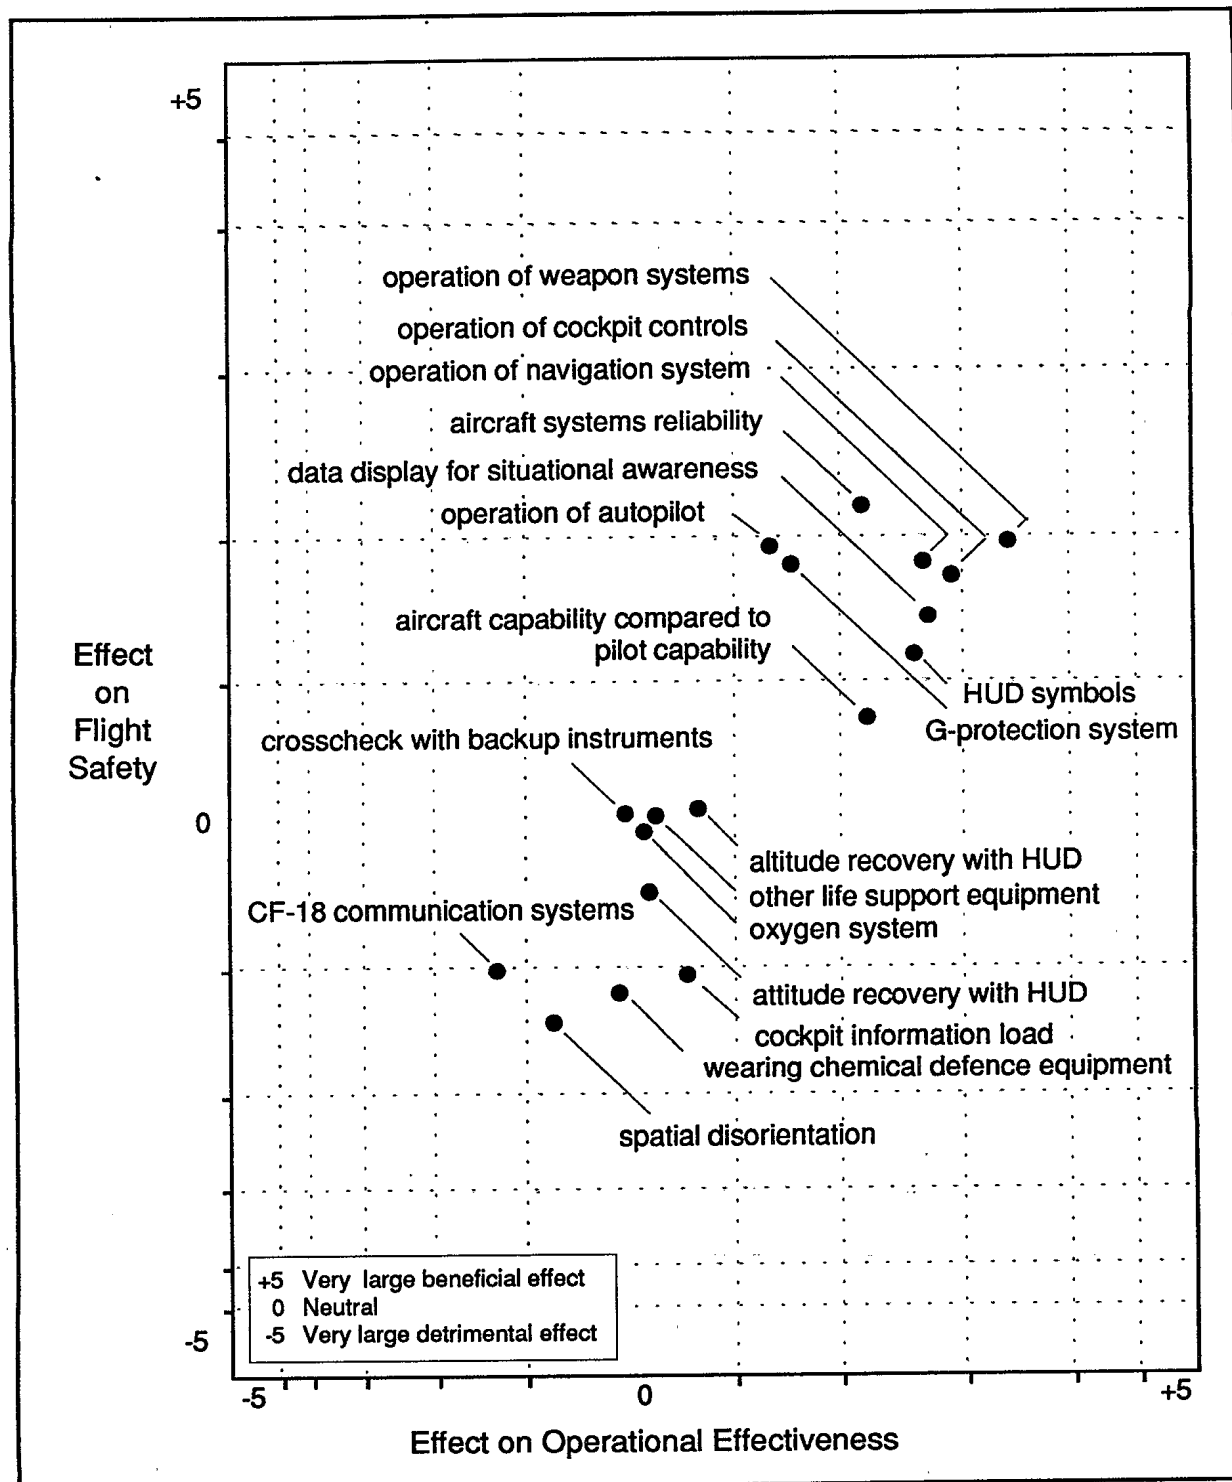 +5
operation of weapon systems
operation of cockpit controls
operation of navigation system
aircraft systems reliability
data display for situational awareness
operation of autopilot
aircraft capability compared to
pilot capability
Effect
on
Flight
Safety
HUD symbols
G-protection system
crosscheck with backup instruments
0
altitude recovery with HUD
other life support equipment
oxygen system
CF-18 communication systems
attitude recovery with HUD
cockpit information load
wearing chemical defence equipment
spatial disorientation
+5 Very large beneficial effect
0 Neutral
-5 Very large detrimental effect
-5
-5 0 +5
Effect on Operational Effectiveness